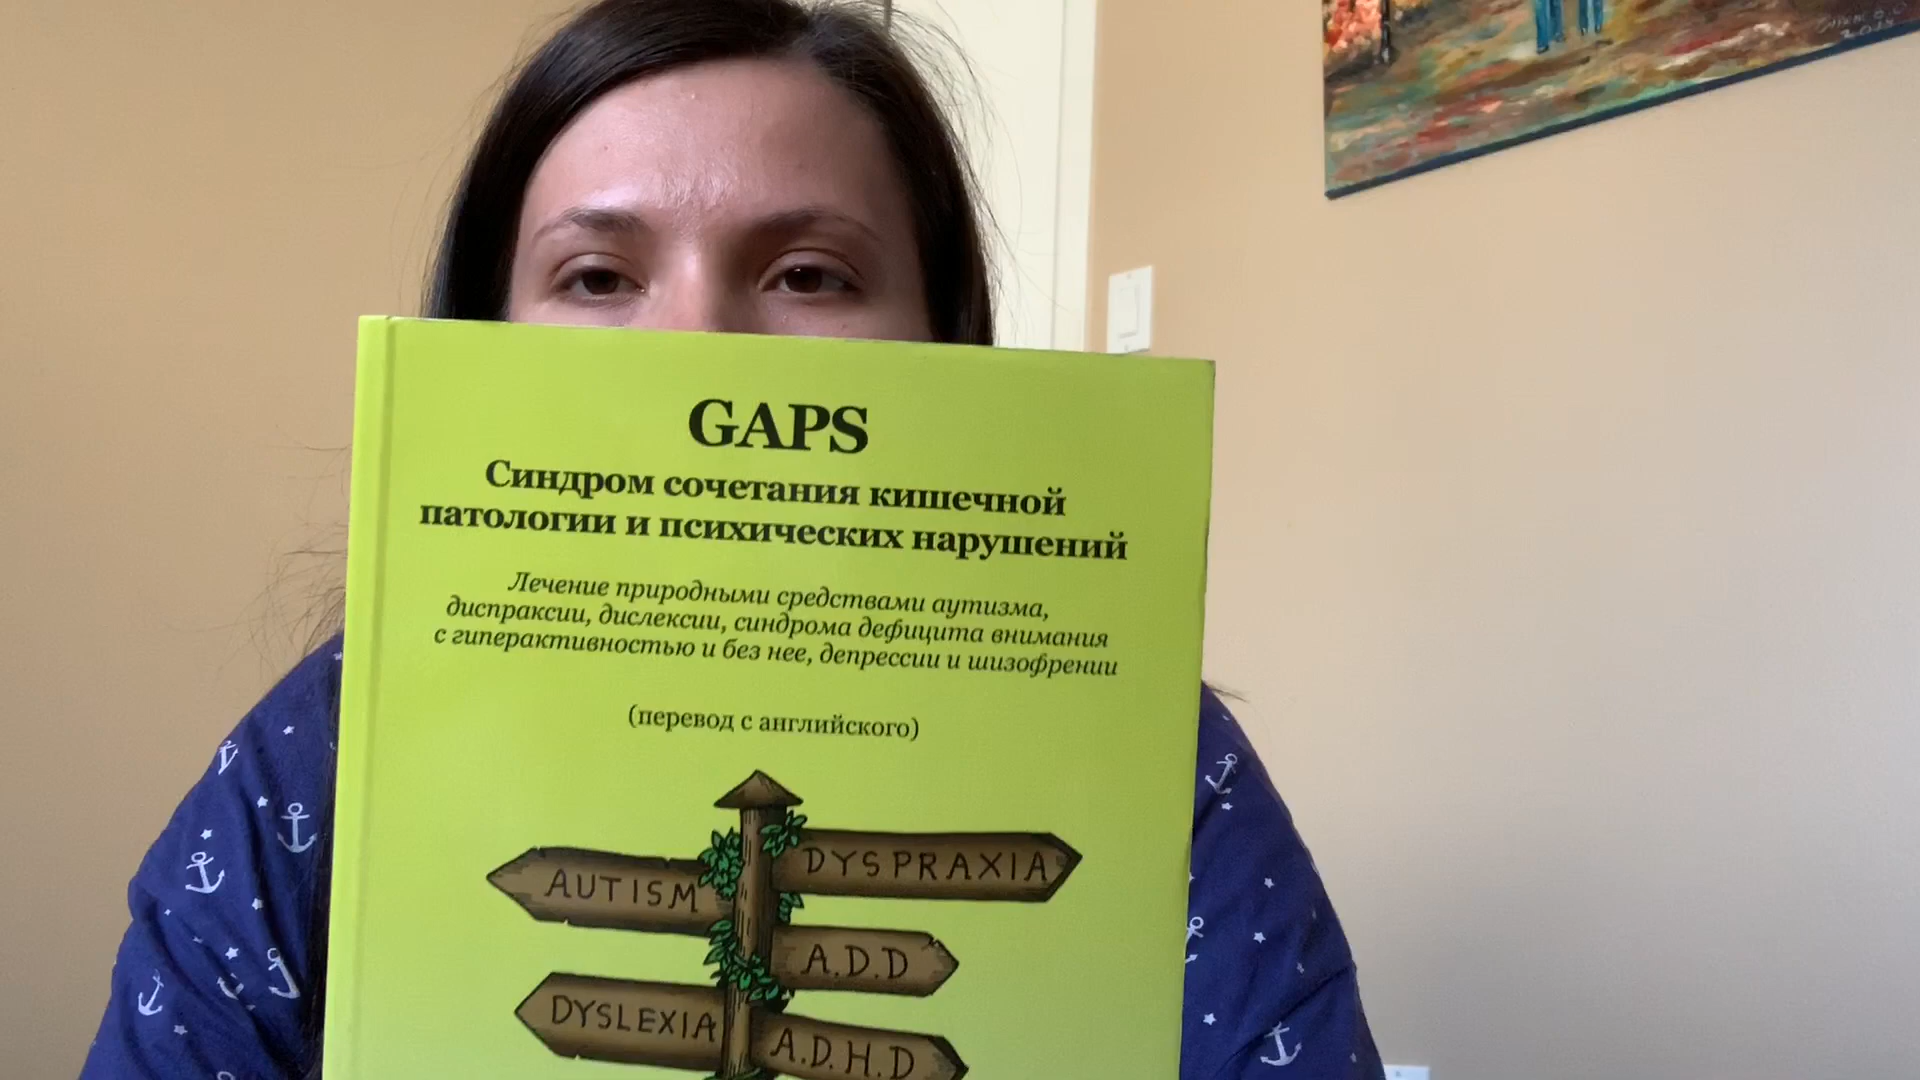 GAPS
Синдром сочетания кишечной
патологии и психических нарушений
Лечение природными средствами аутизма,
диспраксии, дислексии, синдрома дефицита внимания
с гиперактивностью и без нее, депрессии и шизофрении
(перевод с английского)
AUTISM
DYSPRAXIA
A.D.D
DYSLEXIA
A.D.H.D